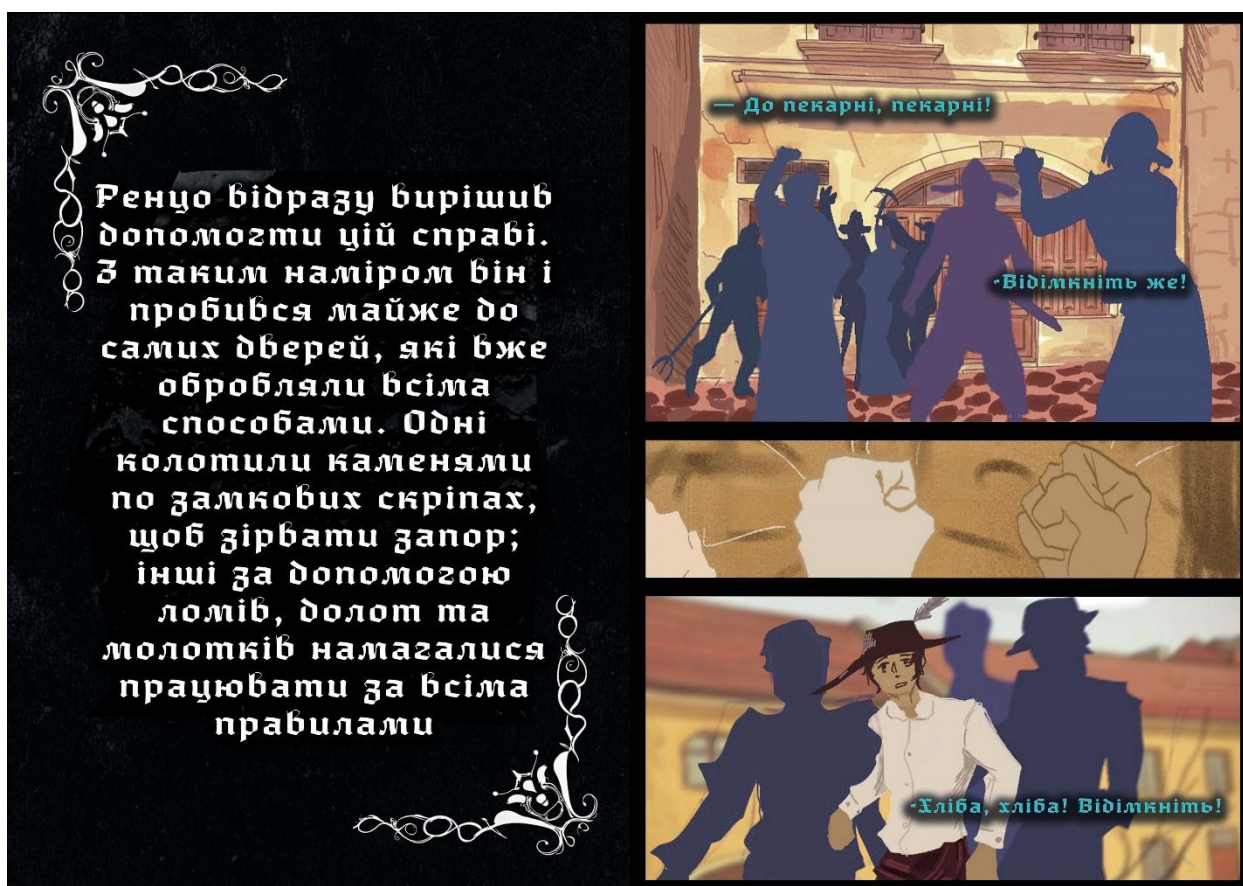 Ренцо відразу вирішив
допомогти цій справі.
З таким наміром він і
пробився майже до
самих дверей, які вже
обробляли всіма
способами. Одні
колотили каменями
по замкових скріпах,
щоб зірвати запор;
інші за допомогою
ломів, долот та
молотків намагалися
працювати за всіма
правилами
— До пекарні, пекарні!
-Відімкніть же!
-Хліба, хліба! Відімкніть!